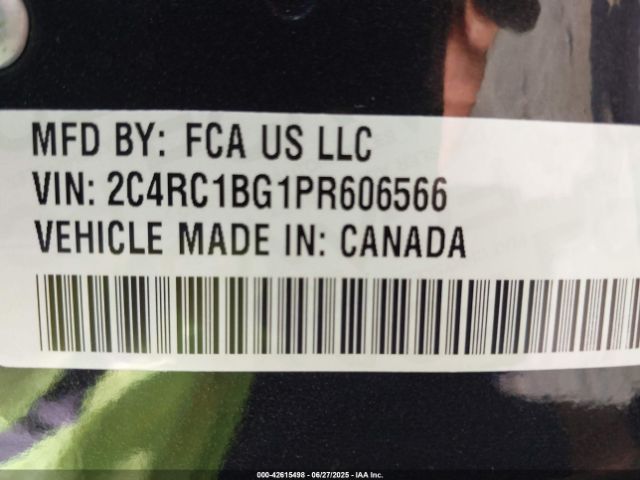 MFD BY: FCA US LLC
VIN: 2C4RC1BG1PR606566
VEHICLE MADE IN: CANADA
000-42615498 - 06/27/2025 - IAA Inc.